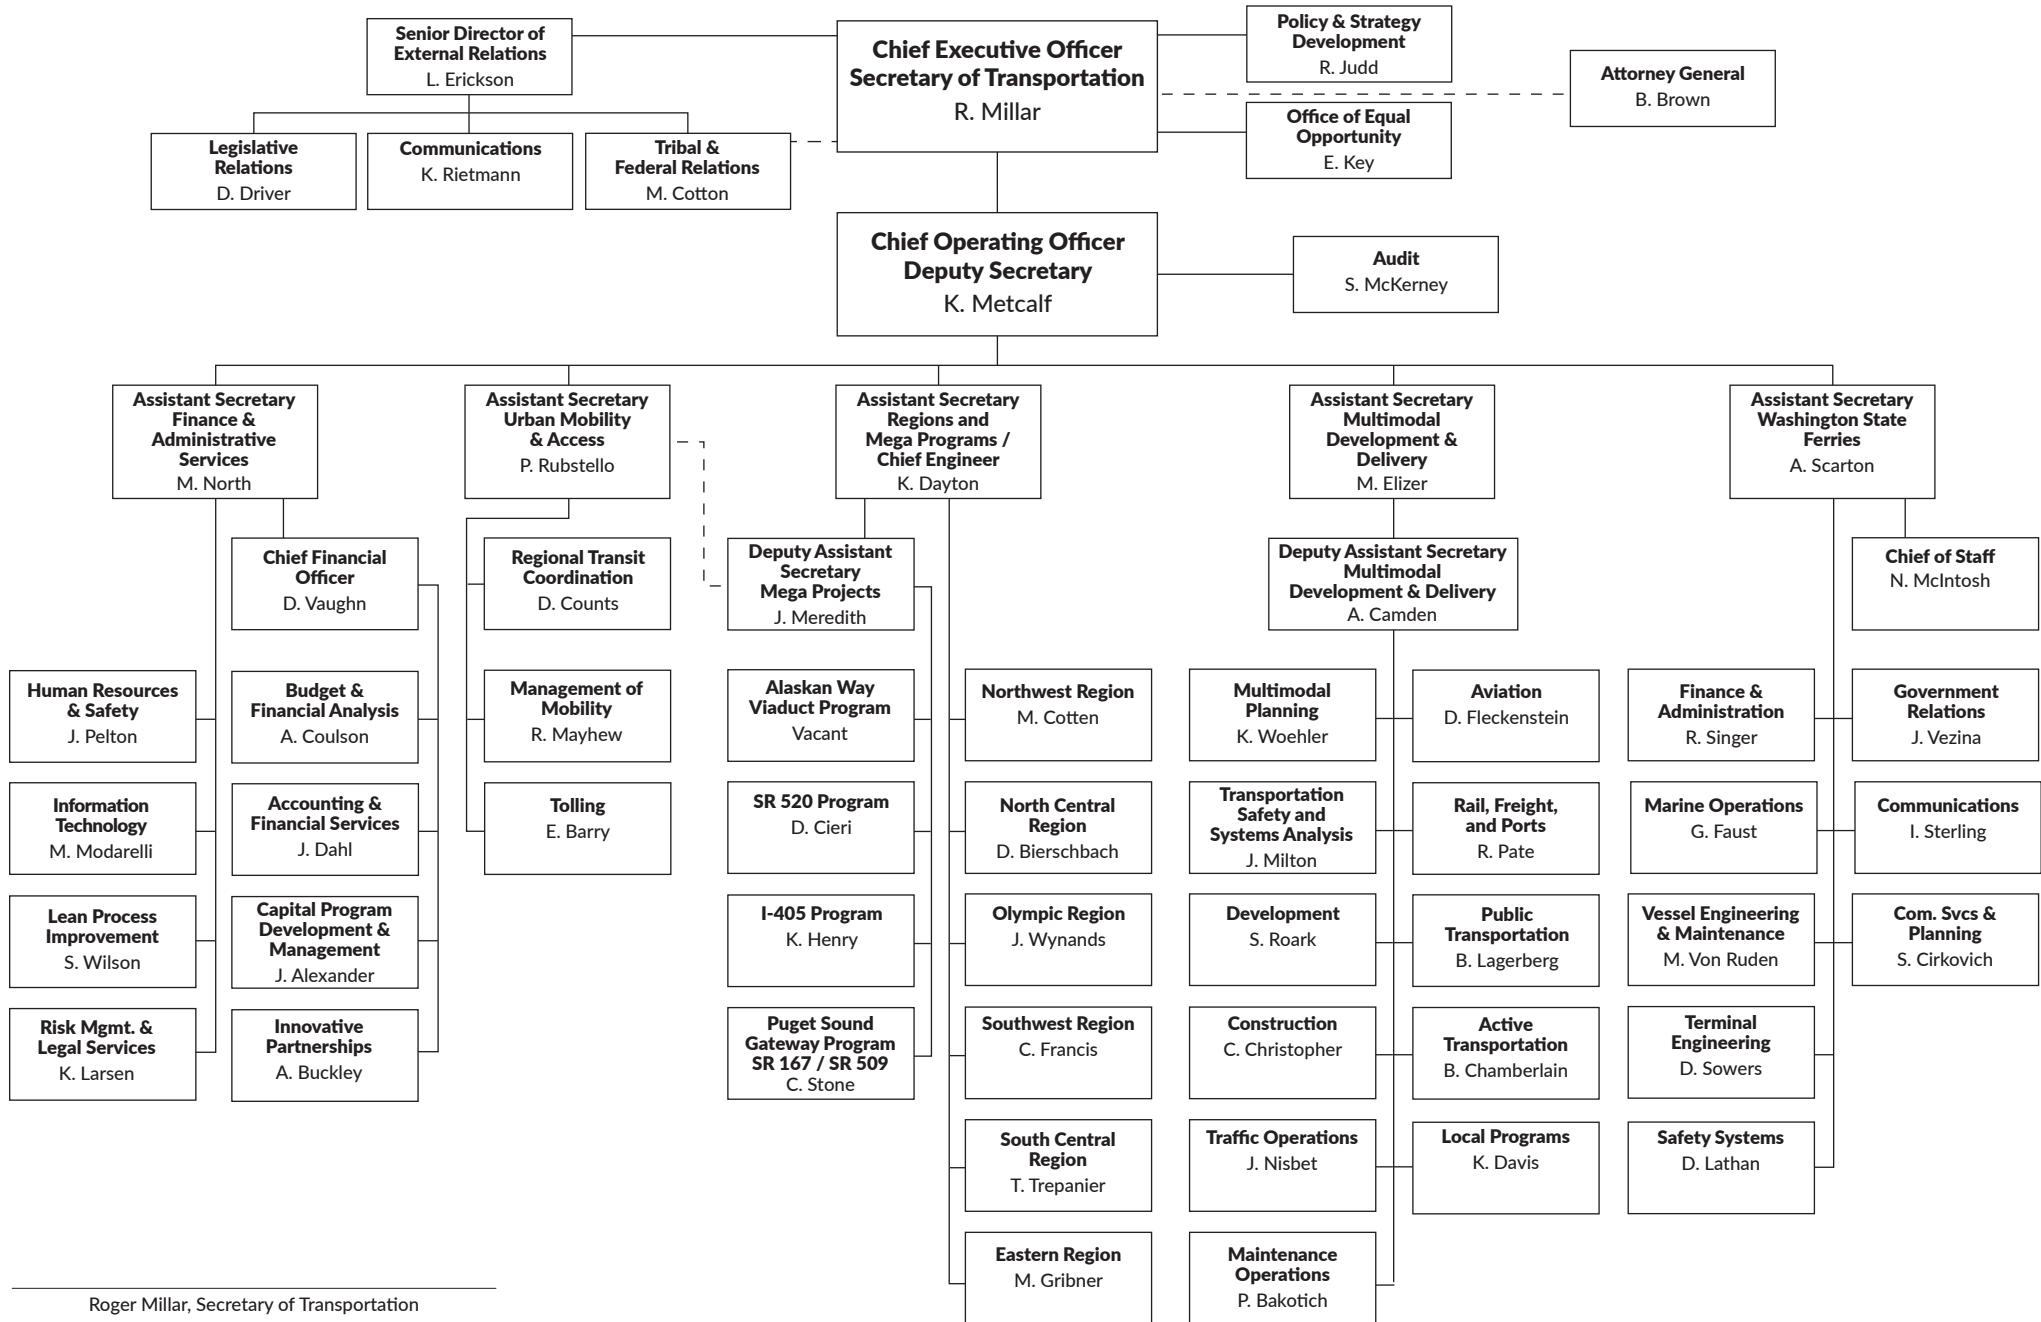 Senior Director of
External Relations
L. Erickson
Chief Executive Officer
Secretary of Transportation
R. Millar
Policy & Strategy
Development
R. Judd
Attorney General
B. Brown
Office of Equal
Opportunity
E. Key
Legislative
Relations
D. Driver
Communications
K. Rietmann
Tribal &
Federal Relations
M. Cotton
Chief Operating Officer
Deputy Secretary
K. Metcalf
Audit
S. McKerney
Assistant Secretary
Finance &
Administrative
Services
M. North
Assistant Secretary
Urban Mobility
& Access
P. Rubstello
Assistant Secretary
Regions and
Mega Programs /
Chief Engineer
K. Dayton
Assistant Secretary
Multimodal
Development &
Delivery
M. Elizer
Assistant Secretary
Washington State
Ferries
A. Scarton
Chief Financial
Officer
D. Vaughn
Regional Transit
Coordination
D. Counts
Deputy Assistant
Secretary
Mega Projects
J. Meredith
Deputy Assistant Secretary
Multimodal
Development & Delivery
A. Camden
Chief of Staff
N. McIntosh
Human Resources
& Safety
J. Pelton
Budget &
Financial Analysis
A. Coulson
Management of
Mobility
R. Mayhew
Alaskan Way
Viaduct Program
Vacant
Northwest Region
M. Cotten
Multimodal
Planning
K. Woehler
Aviation
D. Fleckenstein
Finance &
Administration
R. Singer
Government
Relations
J. Vezina
Information
Technology
M. Modarelli
Accounting &
Financial Services
J. Dahl
Tolling
E. Barry
SR 520 Program
D. Cieri
North Central
Region
D. Bierschbach
Transportation
Safety and
Systems Analysis
J. Milton
Rail, Freight,
and Ports
R. Pate
Marine Operations
G. Faust
Communications
I. Sterling
Lean Process
Improvement
S. Wilson
Capital Program
Development &
Management
J. Alexander
I-405 Program
K. Henry
Olympic Region
J. Wynands
Development
S. Roark
Public
Transportation
B. Lagerberg
Vessel Engineering
& Maintenance
M. Von Ruden
Com. Svcs &
Planning
S. Cirkovich
Risk Mgmt. &
Legal Services
K. Larsen
Innovative
Partnerships
A. Buckley
Puget Sound
Gateway Program
SR 167 / SR 509
C. Stone
Southwest Region
C. Francis
Construction
C. Christopher
Active
Transportation
B. Chamberlain
Terminal
Engineering
D. Sowers
South Central
Region
T. Trepanier
Traffic Operations
J. Nisbet
Local Programs
K. Davis
Safety Systems
D. Lathan
Eastern Region
M. Gribner
Maintenance
Operations
P. Bakotich
Roger Millar, Secretary of Transportation